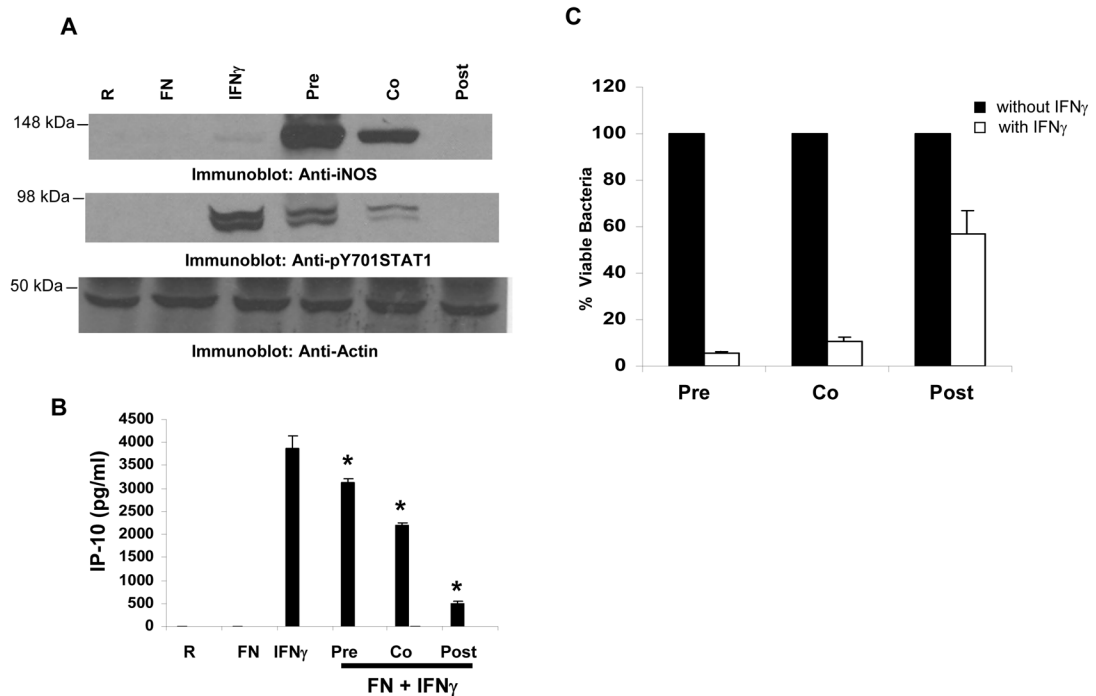 A
R FN IFNγ Pre Co Post
148 kDa
Immunoblot: Anti-iNOS
98 kDa
Immunoblot: Anti-pY701STAT1
50 kDa
Immunoblot: Anti-Actin
B
IP-10 (pg/ml)
4500
4000
3500
3000
2500
2000
1500
1000
500
0
* * *
R FN IFNγ Pre Co Post
FN + IFNγ
C
% Viable Bacteria
120
100
80
60
40
20
0
without IFNγ
with IFNγ
Pre Co Post